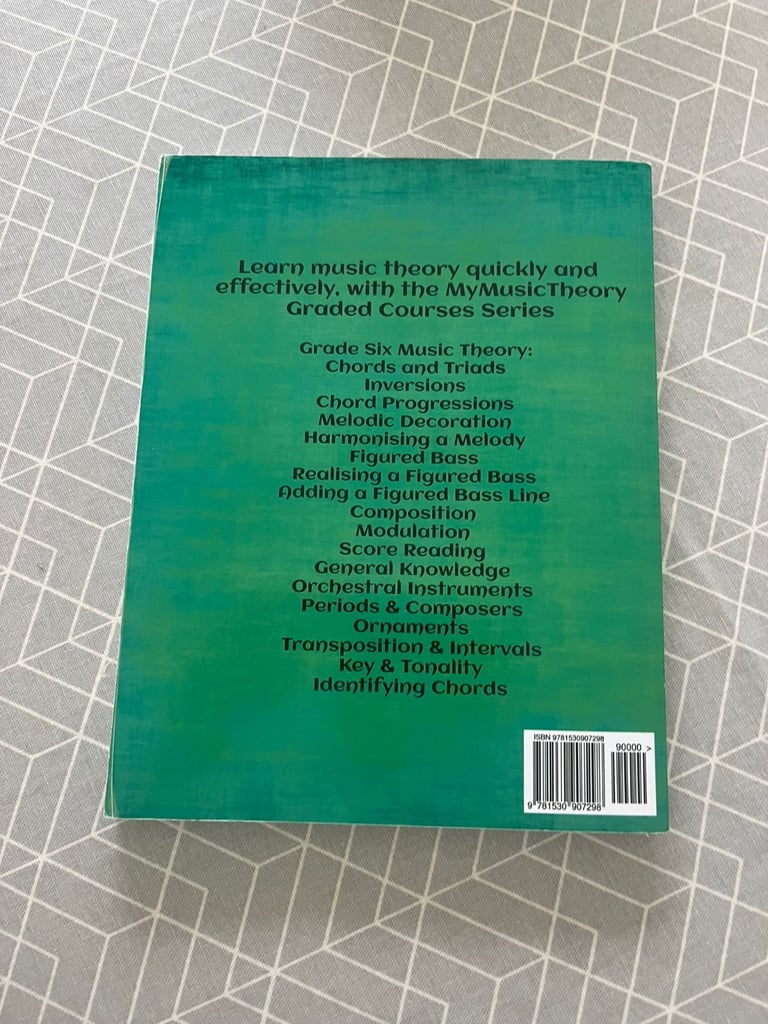 Learn music theory quickly and
effectively, with the MyMusicTheory
Graded Courses Series
Grade Six Music Theory:
Chords and Triads
Inversions
Chord Progressions
Melodic Decoration
Harmonising a Melody
Figured Bass
Realising a Figured Bass
Adding a Figured Bass Line
Composition
Modulation
Score Reading
General Knowledge
Orchestral Instruments
Periods & Composers
Ornaments
Transposition & Intervals
Key & Tonality
Identifying Chords
ISBN 9781530907298
90000 >
9 781530 907298